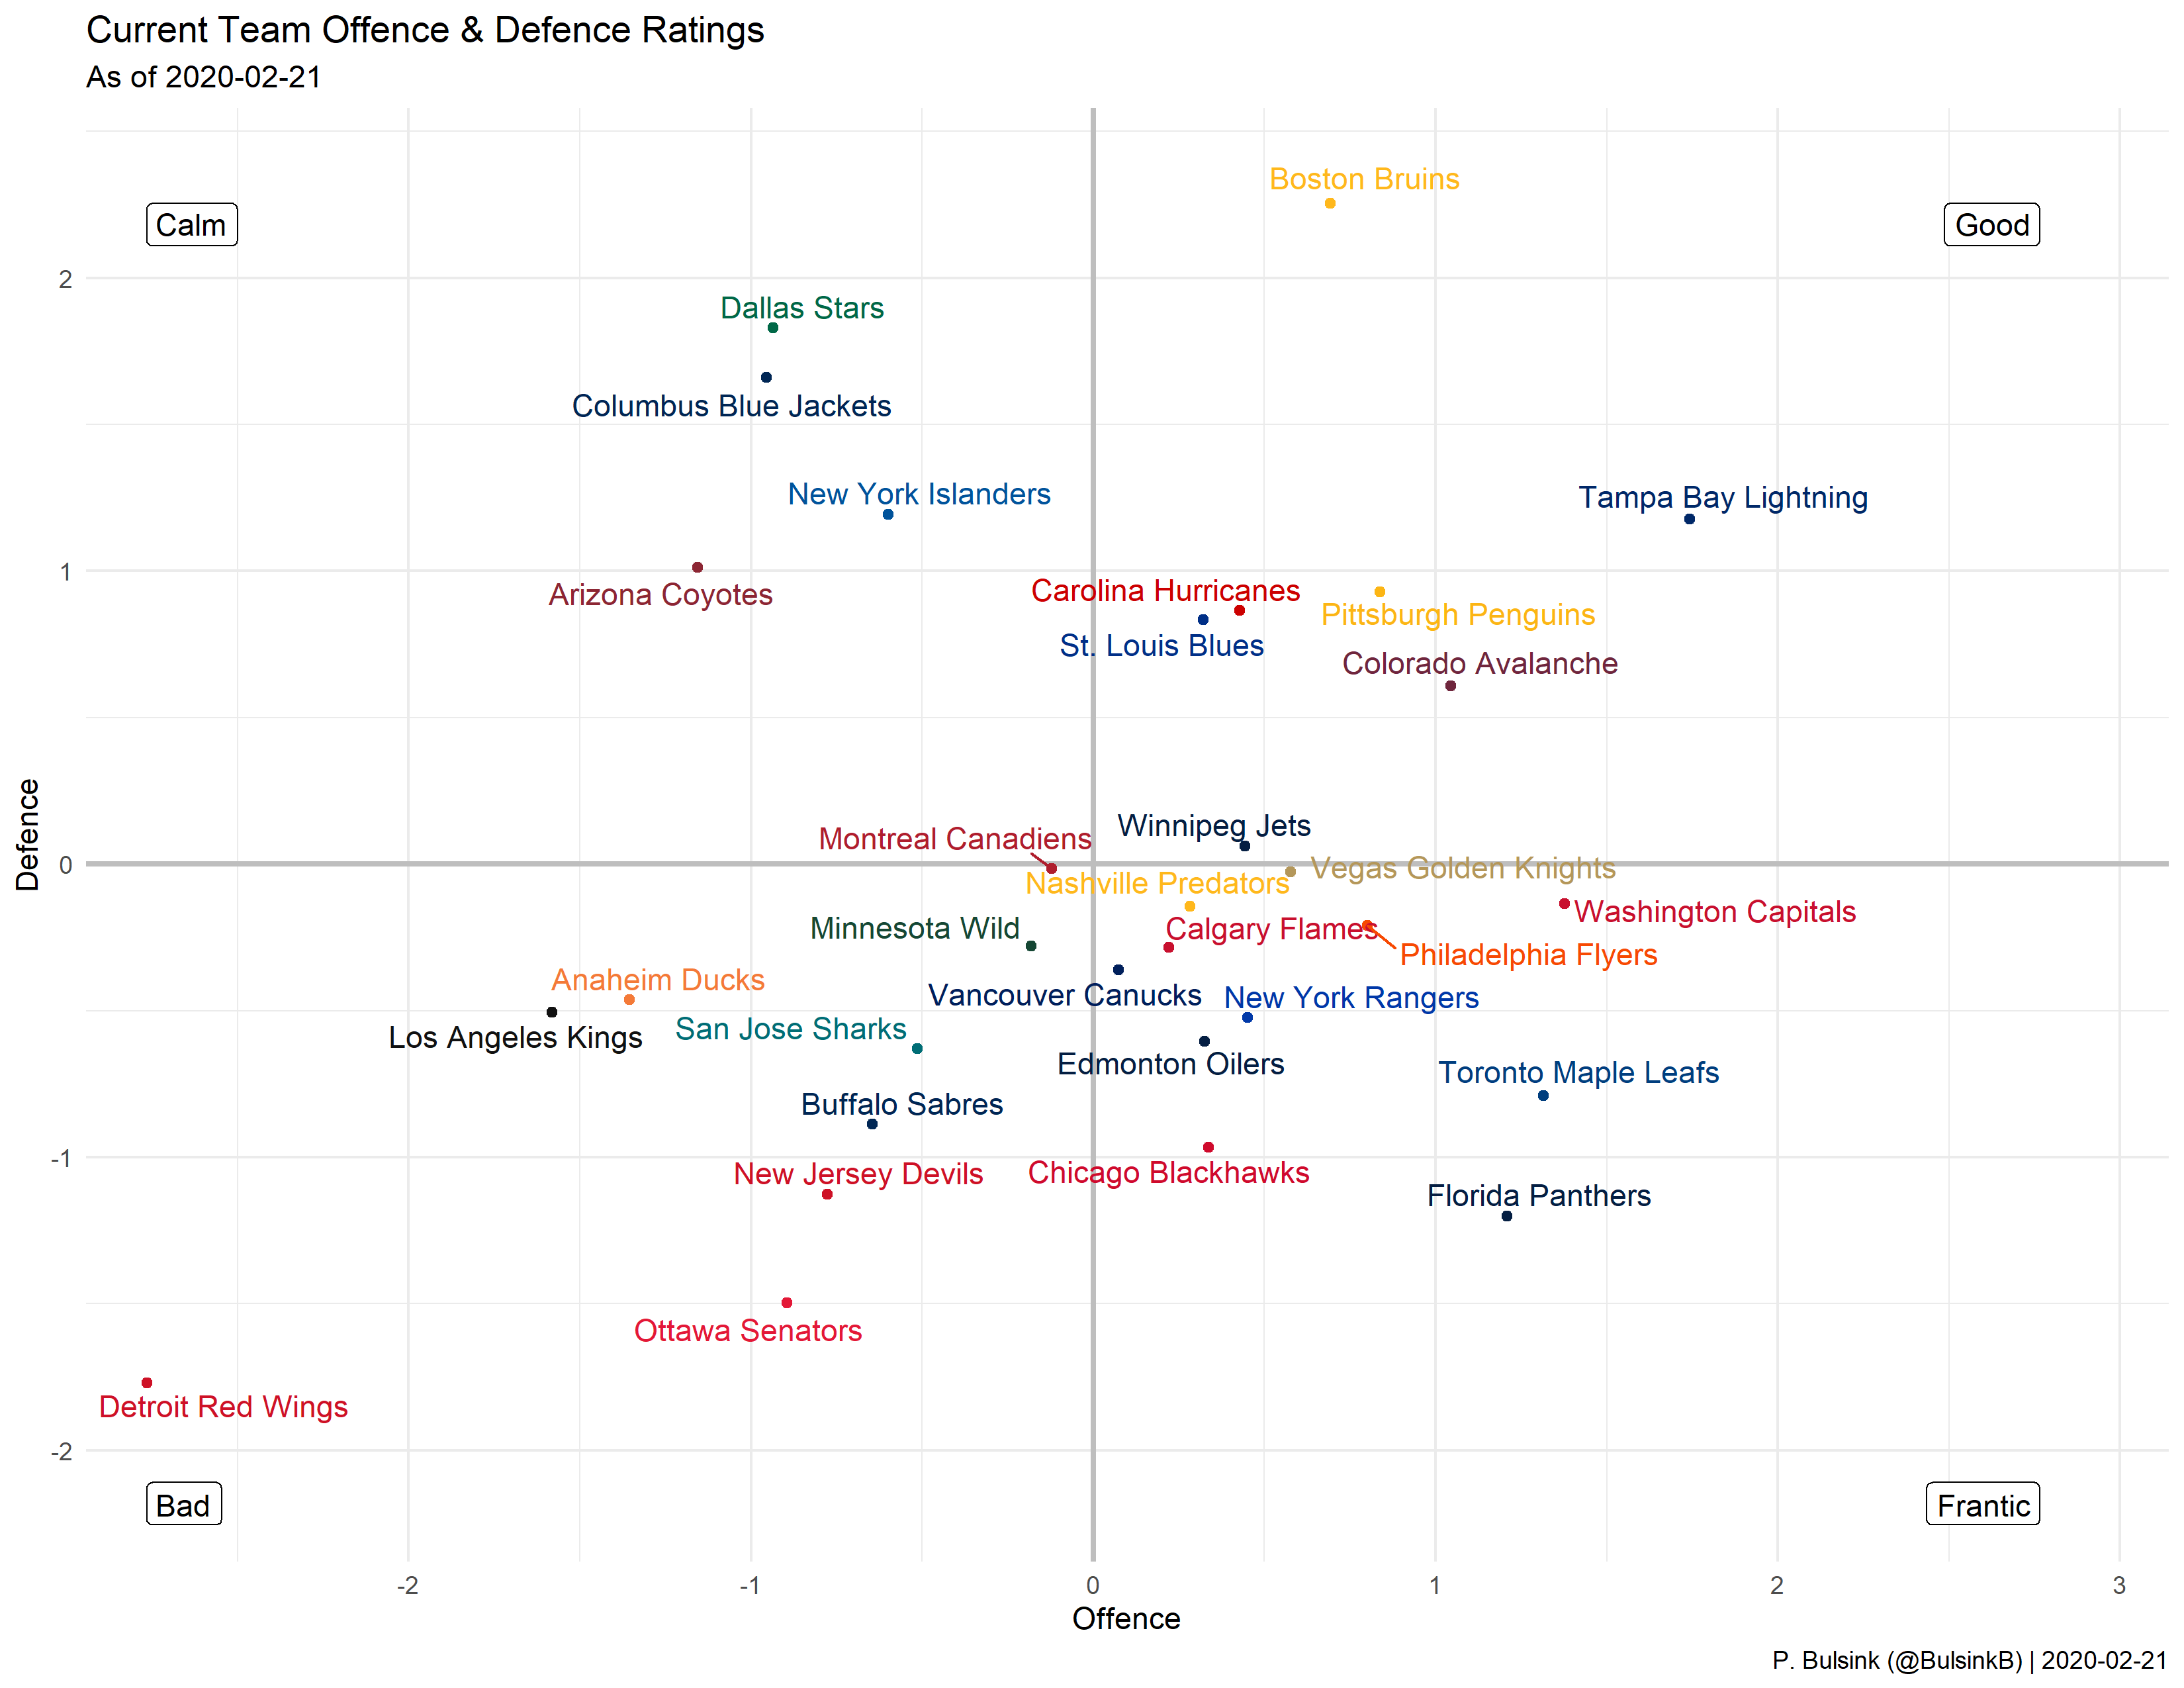 Current Team Offence & Defence Ratings
As of 2020-02-21
Boston Bruins
Calm
Good
2
Dallas Stars
Columbus Blue Jackets
New York Islanders
Tampa Bay Lightning
1
Arizona Coyotes
Carolina Hurricanes
Pittsburgh Penguins
St. Louis Blues
Colorado Avalanche
Defence
Winnipeg Jets
Montreal Canadiens
0
Vegas Golden Knights
Nashville Predators
Washington Capitals
Minnesota Wild
Calgary Flames
Philadelphia Flyers
Anaheim Ducks
Vancouver Canucks
New York Rangers
San Jose Sharks
Los Angeles Kings
Edmonton Oilers
Toronto Maple Leafs
Buffalo Sabres
-1
New Jersey Devils
Chicago Blackhawks
Florida Panthers
Ottawa Senators
Detroit Red Wings
-2
Bad
Frantic
-2 -1 0 1 2 3
Offence
P. Bulsink (@BulsinkB) | 2020-02-21